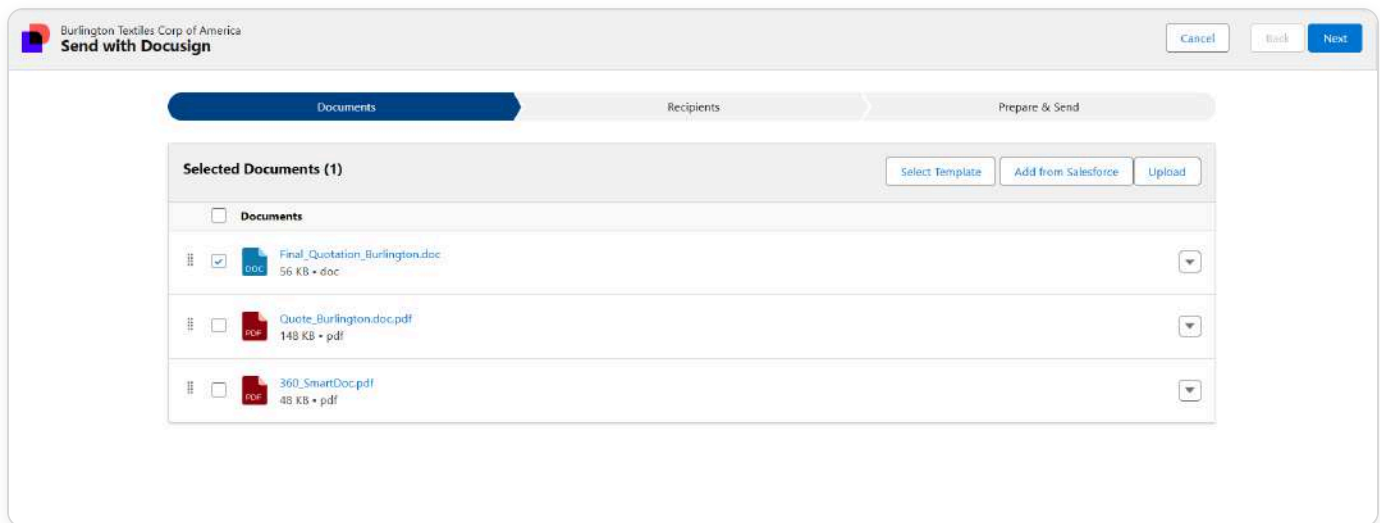 Burlington Textiles Corp of America
Send with Docusign
Cancel
Back
Next
Documents
Recipients
Prepare & Send
Selected Documents (1)
Select Template
Add from Salesforce
Upload
Documents
DOC
Final_Quotation_Burlington.doc
56 KB • doc
PDF
Quote_Burlington.doc.pdf
148 KB • pdf
PDF
360_SmartDoc.pdf
48 KB • pdf